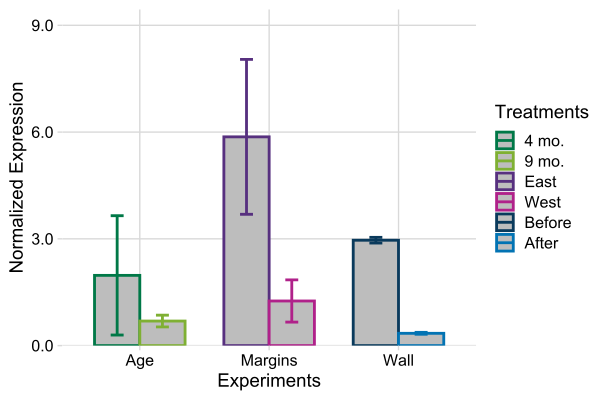 Normalized Expression
9.0
6.0
3.0
0.0
Age
Margins
Wall
Experiments
Treatments
4 mo.
9 mo.
East
West
Before
After